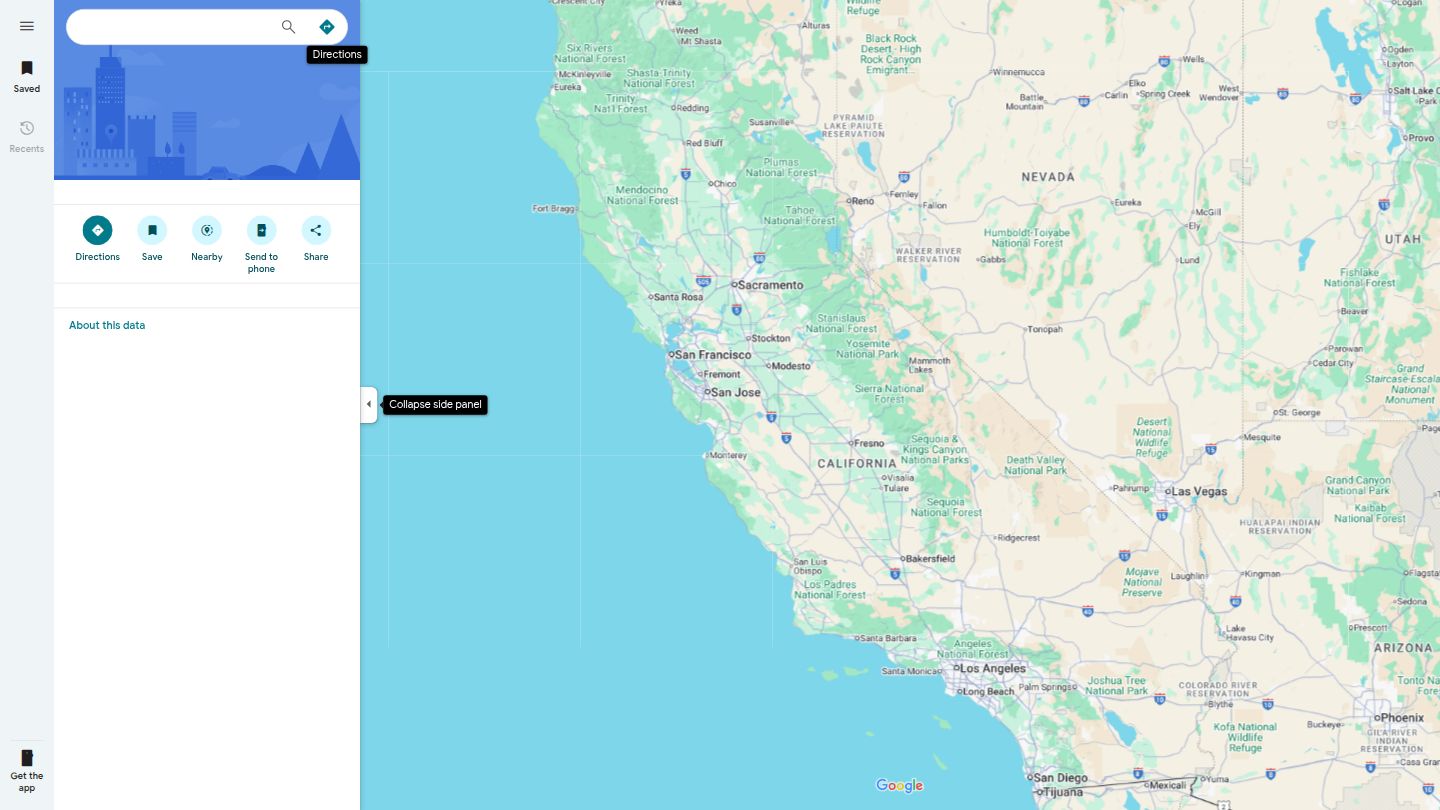 Directions
Saved
Recents
Directions
Save
Nearby
Send to
phone
Share
About this data
Collapse side panel
Get the
app
Crescent City
Yreka
Weed
Mt Shasta
Alturas
Wildlife
Refuge
Logan
Six Rivers
National Forest
McKinleyville
Eureka
Shasta-Trinity
National Forest
Trinity
Nat'l Forest
Redding
Black Rock
Desert - High
Rock Canyon
Emigrant...
Winnemucca
Battle
Mountain
Elko
Carlin
Spring Creek
Wells
West
Wendover
Ogden
Layton
Salt Lake C
Park
Provo
Susanville
PYRAMID
LAKE PAIUTE
RESERVATION
Red Bluff
Plumas
National Forest
Chico
Mendocino
National Forest
Fort Bragg
Tahoe
National Forest
Reno
Fernley
Fallon
NEVADA
Eureka
McGill
Ely
Humboldt-Toiyabe
National Forest
WALKER RIVER
RESERVATION
Gabbs
Lund
UTAH
Fishlake
National Forest
Beaver
Sacramento
Santa Rosa
Stanislaus
National Forest
Stockton
Yosemite
National Park
Tonopah
San Francisco
Modesto
Mammoth
Lakes
Fremont
San Jose
Sierra National
Forest
Parowan
Cedar City
Grand
Staircase-Escala
National
Monument
St. George
Mesquite
Page
Desert
National
Wildlife
Refuge
Fresno
Sequoia &
Kings Canyon
National Parks
Monterey
CALIFORNIA
Death Valley
National Park
Visalia
Tulare
Pahrump
Las Vegas
Grand Canyon
National Park
Sequoia
National Forest
HUALAPAI INDIAN
RESERVATION
Kaibab
National Forest
Ridgecrest
San Luis
Obispo
Bakersfield
Los Padres
National Forest
Mojave
National
Preserve
Laughlin
Kingman
Flagstaf
Sedona
Lake
Havasu City
Prescott
ARIZONA
Santa Barbara
Angeles
National Forest
Santa Monica
Los Angeles
Long Beach
Palm Springs
Joshua Tree
National Park
COLORADO RIVER
RESERVATION
Blythe
Tonto Na
Forest
Kofa National
Wildlife
Refuge
Buckeye
Phoenix
GILA RIVER
INDIAN
RESERVATION
Casa Gran
San Diego
Tijuana
Mexicali
Yuma
Google